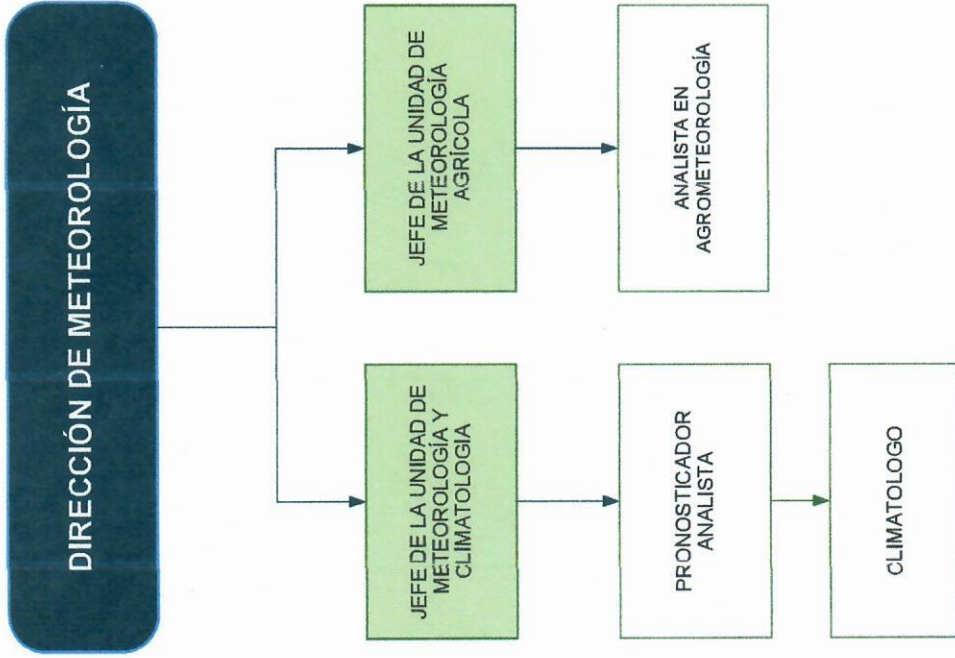 DIRECCIÓN DE METEOROLOGÍA
JEFE DE LA UNIDAD DE
METEOROLOGÍA Y
CLIMATOLOGIA
PRONOSTICADOR
ANALISTA
CLIMATOLOGO
JEFE DE LA UNIDAD DE
METEOROLOGÍA
AGRÍCOLA
ANALISTA EN
AGROMETEOROLOGÍA